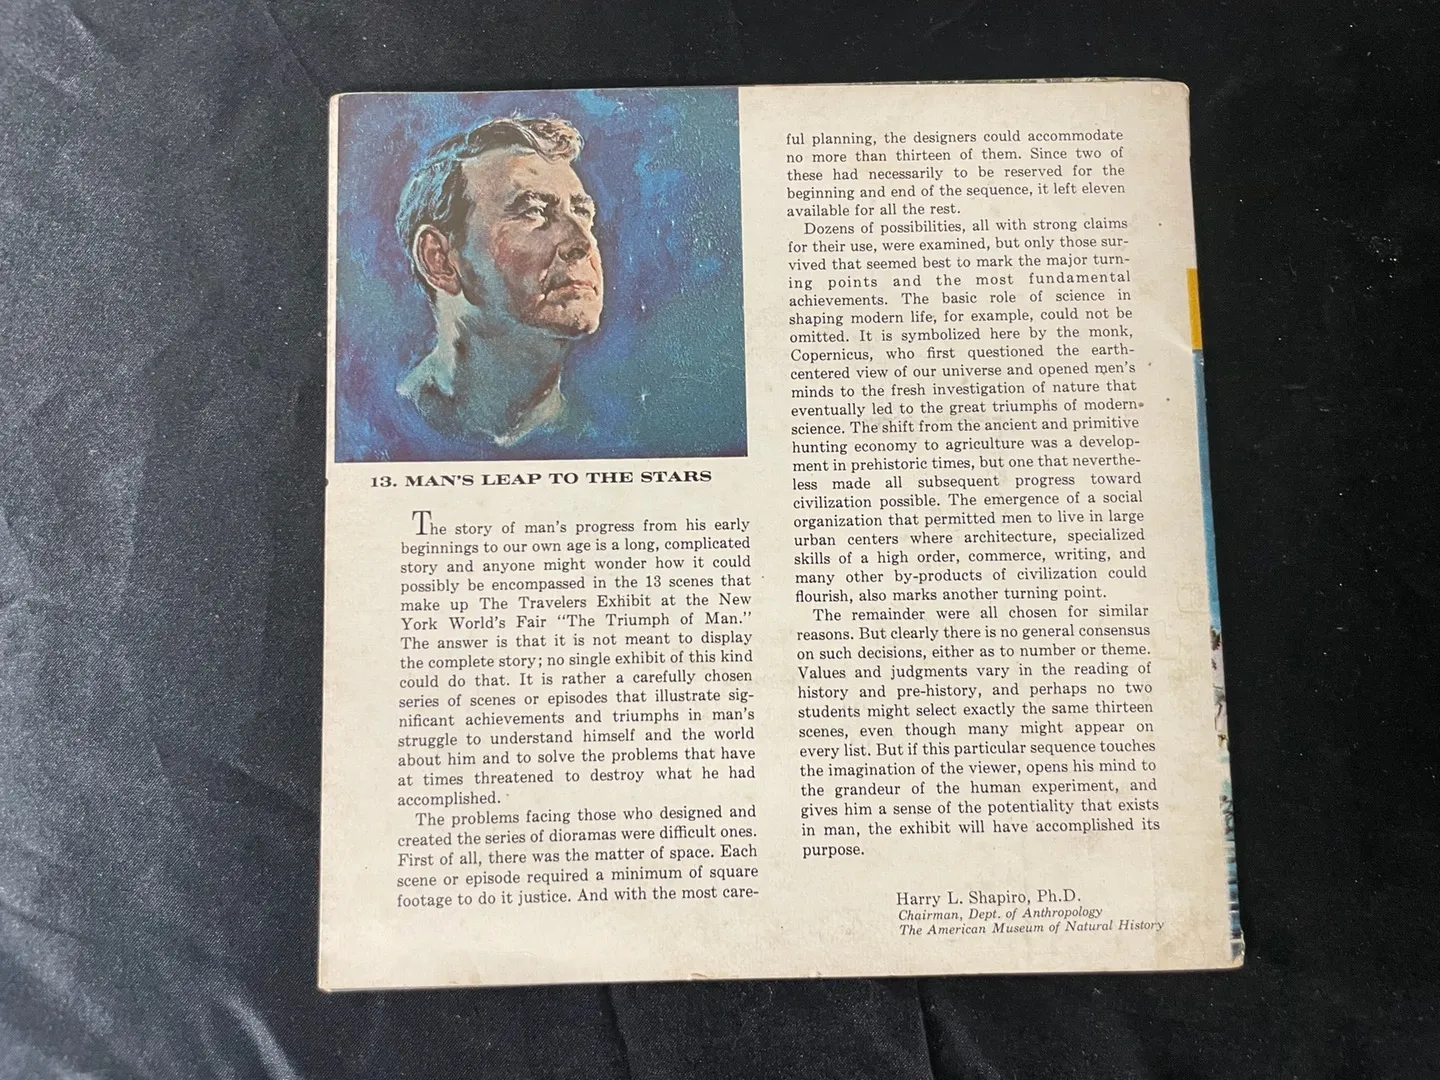 13. MAN'S LEAP TO THE STARS
The story of man's progress from his early
beginnings to our own age is a long, complicated
story and anyone might wonder how it could
possibly be encompassed in the 13 scenes that
make up The Travelers Exhibit at the New
York World's Fair "The Triumph of Man."
The answer is that it is not meant to display
the complete story; no single exhibit of this kind
could do that. It is rather a carefully chosen
series of scenes or episodes that illustrate sig-
nificant achievements and triumphs in man's
struggle to understand himself and the world
about him and to solve the problems that have
at times threatened to destroy what he had
accomplished.
The problems facing those who designed and
created the series of dioramas were difficult ones.
First of all, there was the matter of space. Each
scene or episode required a minimum of square
footage to do it justice. And with the most care-
ful planning, the designers could accommodate
no more than thirteen of them. Since two of
these had necessarily to be reserved for the
beginning and end of the sequence, it left eleven
available for all the rest.
Dozens of possibilities, all with strong claims
for their use, were examined, but only those sur-
vived that seemed best to mark the major turn-
ing points and the most fundamental
achievements. The basic role of science in
shaping modern life, for example, could not be
omitted. It is symbolized here by the monk,
Copernicus, who first questioned the earth-
centered view of our universe and opened men's
minds to the fresh investigation of nature that
eventually led to the great triumphs of modern
science. The shift from the ancient and primitive
hunting economy to agriculture was a develop-
ment in prehistoric times, but one that neverthe-
less made all subsequent progress toward
civilization possible. The emergence of a social
organization that permitted men to live in large
urban centers where architecture, specialized
skills of a high order, commerce, writing, and
many other by-products of civilization could
flourish, also marks another turning point.
The remainder were all chosen for similar
reasons. But clearly there is no general consensus
on such decisions, either as to number or theme.
Values and judgments vary in the reading of
history and pre-history, and perhaps no two
students might select exactly the same thirteen
scenes, even though many might appear on
every list. But if this particular sequence touches
the imagination of the viewer, opens his mind to
the grandeur of the human experiment, and
gives him a sense of the potentiality that exists
in man, the exhibit will have accomplished its
purpose.
Harry L. Shapiro, Ph.D.
Chairman, Dept. of Anthropology
The American Museum of Natural History